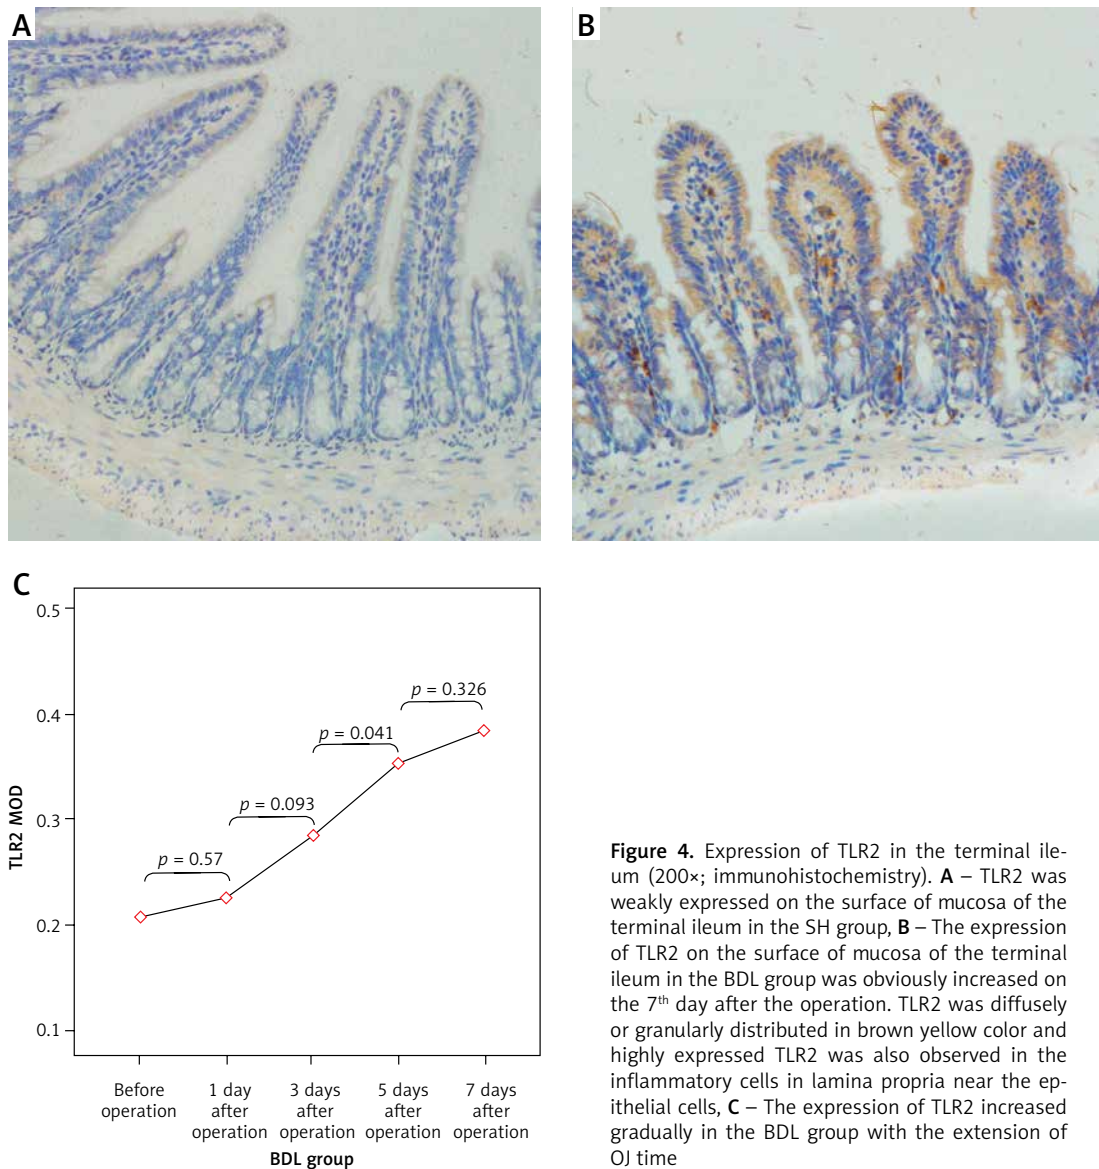 A
B
C
0.5
0.4
0.3
0.2
0.1
TLR2 MOD
p = 0.57
p = 0.093
p = 0.041
p = 0.326
Before
operation
1 day
after
operation
3 days
after
operation
5 days
after
operation
7 days
after
operation
BDL group
Figure 4. Expression of TLR2 in the terminal ile-
um (200×; immunohistochemistry). A – TLR2 was
weakly expressed on the surface of mucosa of the
terminal ileum in the SH group, B – The expression
of TLR2 on the surface of mucosa of the terminal
ileum in the BDL group was obviously increased on
the 7th day after the operation. TLR2 was diffusely
or granularly distributed in brown yellow color and
highly expressed TLR2 was also observed in the
inflammatory cells in lamina propria near the ep-
ithelial cells, C – The expression of TLR2 increased
gradually in the BDL group with the extension of
OJ time